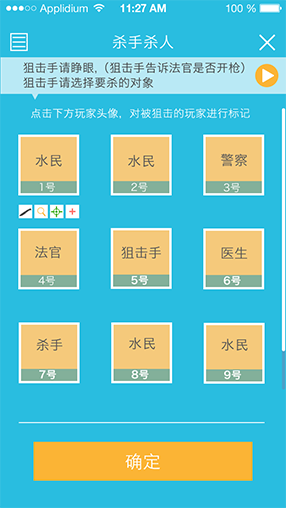 Applidium 11:27 AM 100 %
杀手杀人
狙击手请睁眼,（狙击手告诉法官是否开枪）
狙击手请选择要杀的对象
点击下方玩家头像，对被狙击的玩家进行标记
水民 水民 警察
1号 2号 3号
法官 狙击手 医生
4号 5号 6号
杀手 水民 水民
7号 8号 9号
确定